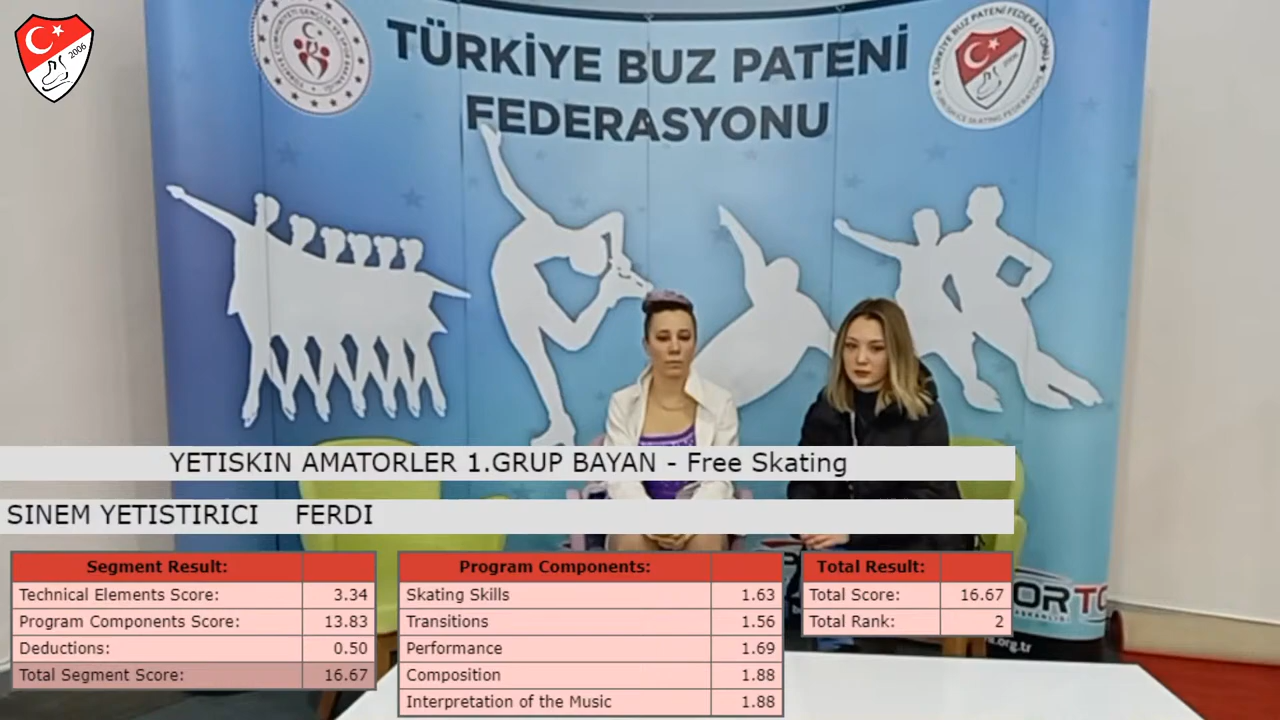 2006
TÜRKİYE BUZ PATENİ
FEDERASYONU
YETISKIN AMATORLER 1.GRUP BAYAN - Free Skating
SINEM YETISTIRICI FERDI
Segment Result:
Technical Elements Score: 3.34
Program Components Score: 13.83
Deductions: 0.50
Total Segment Score: 16.67
Program Components:
Skating Skills 1.63
Transitions 1.56
Performance 1.69
Composition 1.88
Interpretation of the Music 1.88
Total Result:
Total Score: 16.67
Total Rank: 2
.org.tr